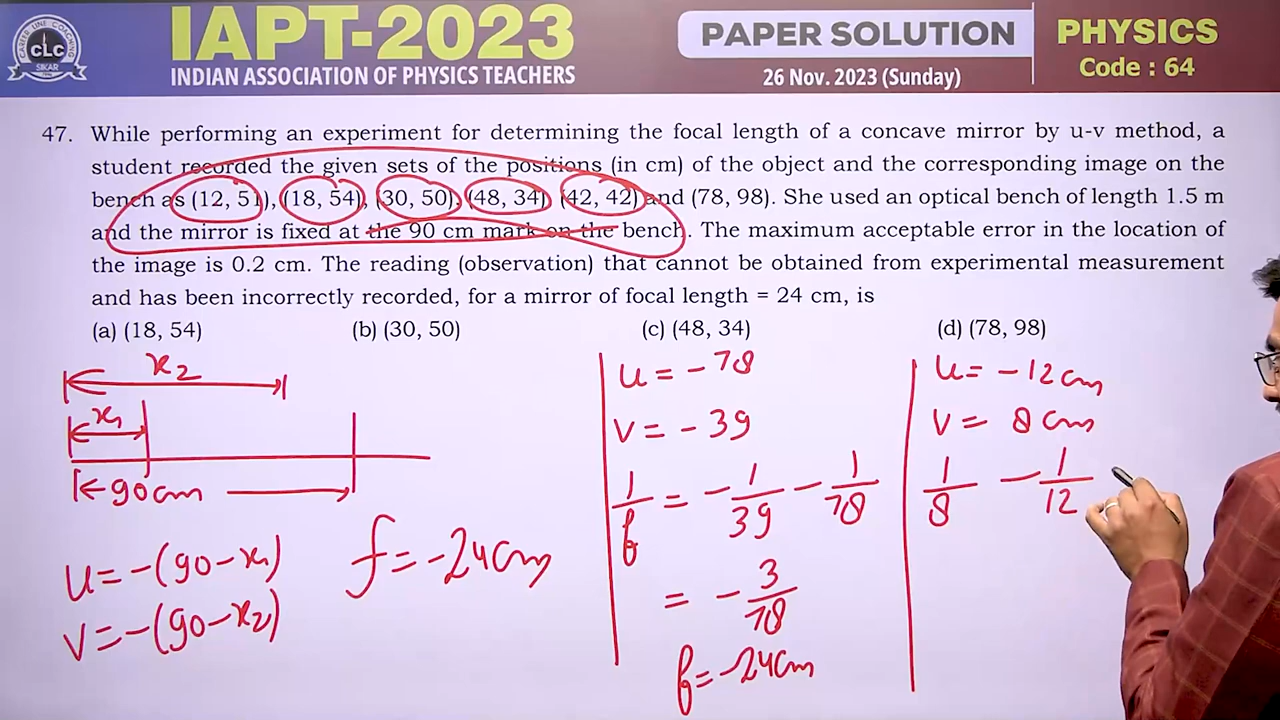 CAREER LINE COACHING
CLC
SIKAR
IAPT-2023
INDIAN ASSOCIATION OF PHYSICS TEACHERS
PAPER SOLUTION
26 Nov. 2023 (Sunday)
PHYSICS
Code : 64
47. While performing an experiment for determining the focal length of a concave mirror by u-v method, a
student recorded the given sets of the positions (in cm) of the object and the corresponding image on the
bench as (12, 51), (18, 54), (30, 50), (48, 34), (42, 42) and (78, 98). She used an optical bench of length 1.5 m
and the mirror is fixed at the 90 cm mark on the bench. The maximum acceptable error in the location of
the image is 0.2 cm. The reading (observation) that cannot be obtained from experimental measurement
and has been incorrectly recorded, for a mirror of focal length = 24 cm, is
(a) (18, 54) (b) (30, 50) (c) (48, 34) (d) (78, 98)
x2
x1
90cm
u = -(90-x1)
v = -(90-x2)
f = -24cm
u = -78
v = -39
1/f = -1/39 - 1/78
= -3/78
f = -24cm
u = -12cm
v = 8cm
1/8 - 1/12